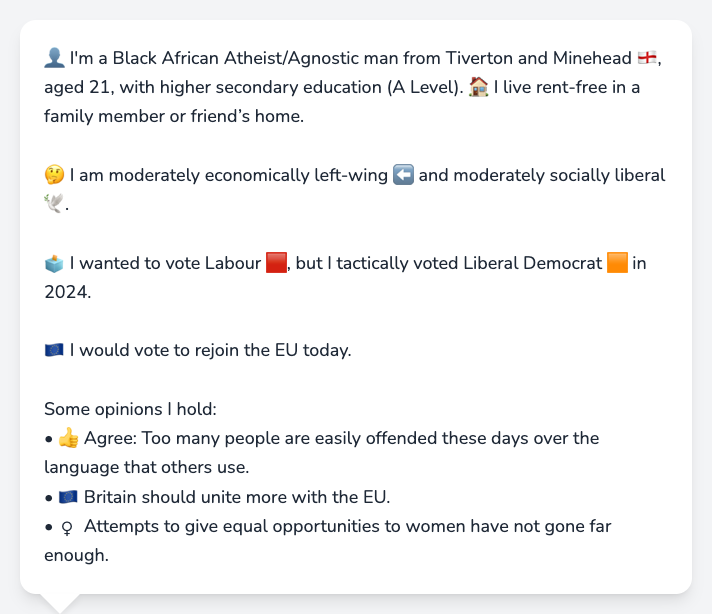 👤 I'm a Black African Atheist/Agnostic man from Tiverton and Minehead 🏴󠁧󠁢󠁥󠁮󠁧󠁿,
aged 21, with higher secondary education (A Level). 🏠 I live rent-free in a
family member or friend’s home.
🤔 I am moderately economically left-wing ⬅️ and moderately socially liberal
🕊️.
🗳️ I wanted to vote Labour 🟥, but I tactically voted Liberal Democrat 🟧 in
2024.
🇪🇺 I would vote to rejoin the EU today.
Some opinions I hold:
• 👍 Agree: Too many people are easily offended these days over the
language that others use.
• 🇪🇺 Britain should unite more with the EU.
• ♀ Attempts to give equal opportunities to women have not gone far
enough.